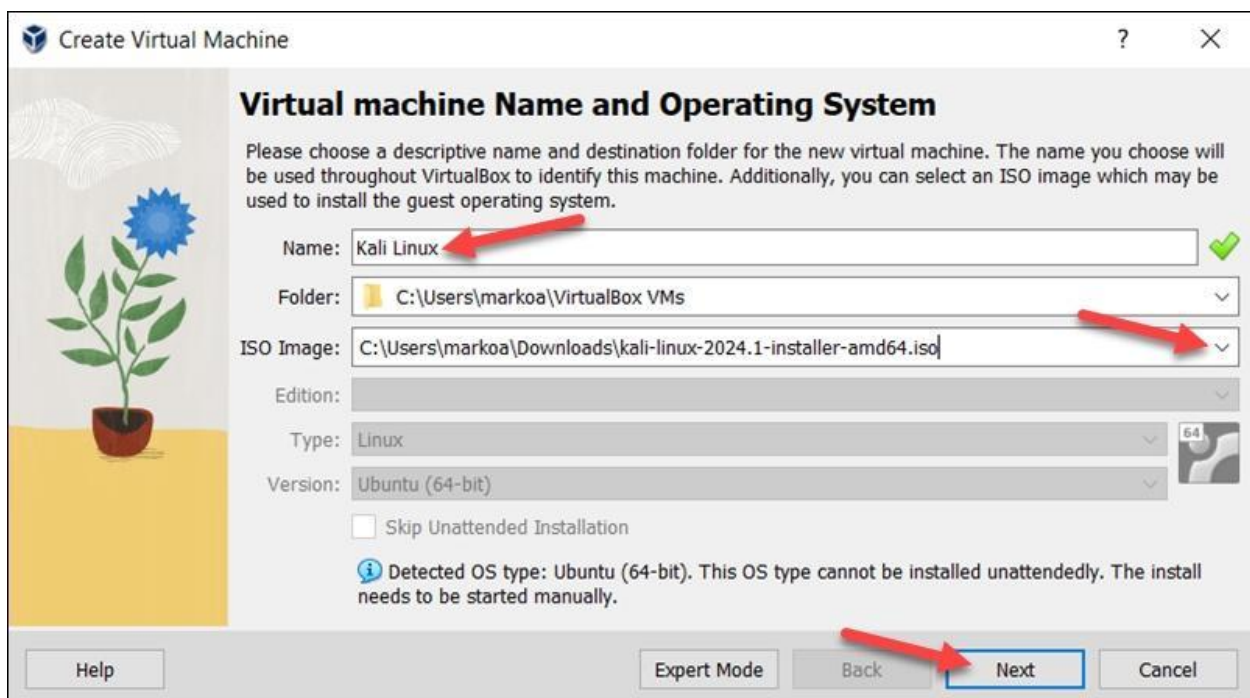 Create Virtual Machine
?
Virtual machine Name and Operating System
Please choose a descriptive name and destination folder for the new virtual machine. The name you choose will
be used throughout VirtualBox to identify this machine. Additionally, you can select an ISO image which may be
used to install the guest operating system.
Name: Kali Linux
Folder: C:\Users\markoa\VirtualBox VMs
ISO Image: C:\Users\markoa\Downloads\kali-linux-2024.1-installer-amd64.iso
Edition:
Type: Linux
64
Version: Ubuntu (64-bit)
Skip Unattended Installation
Detected OS type: Ubuntu (64-bit). This OS type cannot be installed unattendedly. The install
needs to be started manually.
Help Expert Mode Back Next Cancel